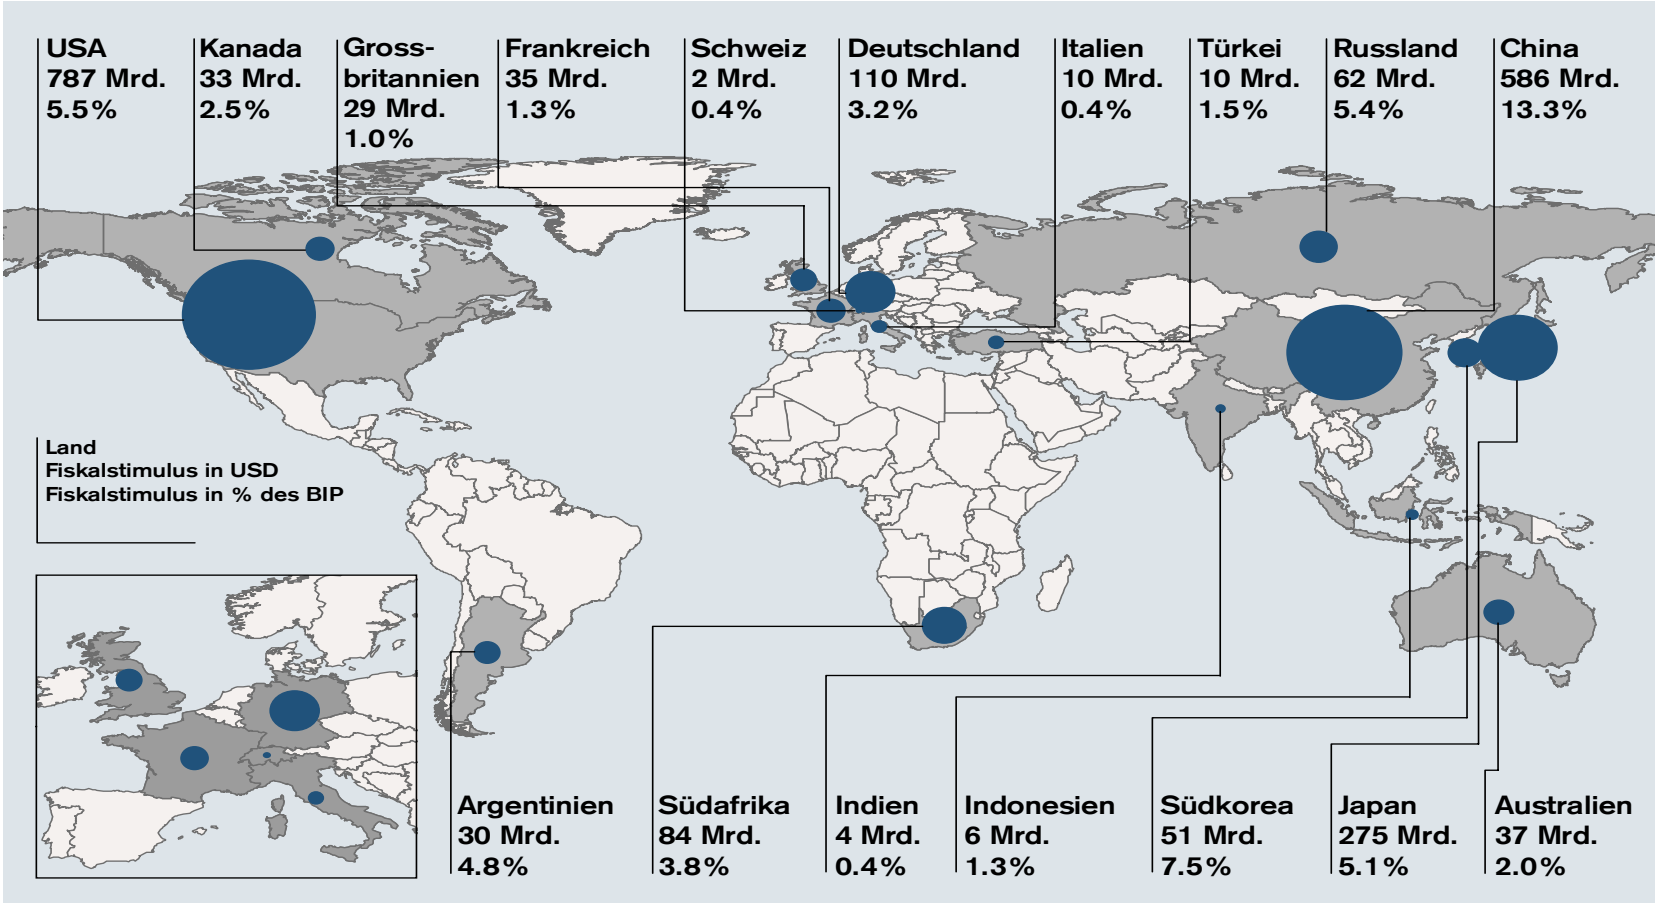 USA
787 Mrd.
5.5%
Kanada
33 Mrd.
2.5%
Gross-
britannien
29 Mrd.
1.0%
Frankreich
35 Mrd.
1.3%
Schweiz
2 Mrd.
0.4%
Deutschland
110 Mrd.
3.2%
Italien
10 Mrd.
0.4%
Türkei
10 Mrd.
1.5%
Russland
62 Mrd.
5.4%
China
586 Mrd.
13.3%
Land
Fiskalstimulus in USD
Fiskalstimulus in % des BIP
Argentinien
30 Mrd.
4.8%
Südafrika
84 Mrd.
3.8%
Indien
4 Mrd.
0.4%
Indonesien
6 Mrd.
1.3%
Südkorea
51 Mrd.
7.5%
Japan
275 Mrd.
5.1%
Australien
37 Mrd.
2.0%